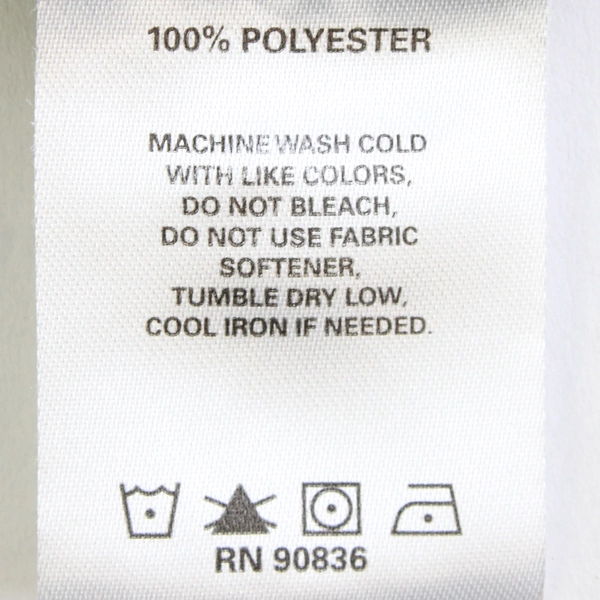 100% POLYESTER
MACHINE WASH COLD
WITH LIKE COLORS,
DO NOT BLEACH,
DO NOT USE FABRIC
SOFTENER,
TUMBLE DRY LOW,
COOL IRON IF NEEDED.
RN 90836